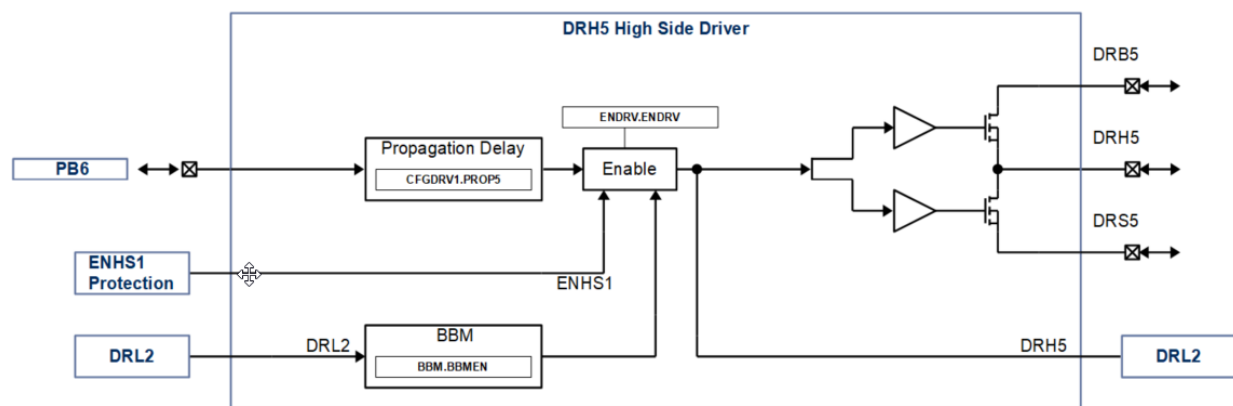 DRH5 High Side Driver
DRB5
ENDRV.ENDRV
Propagation Delay
CFGDRV1.PROP5
Enable
DRH5
PB6
DRS5
ENHS1
Protection
ENHS1
DRL2
DRL2
BBM
BBM.BBMEN
DRH5
DRL2